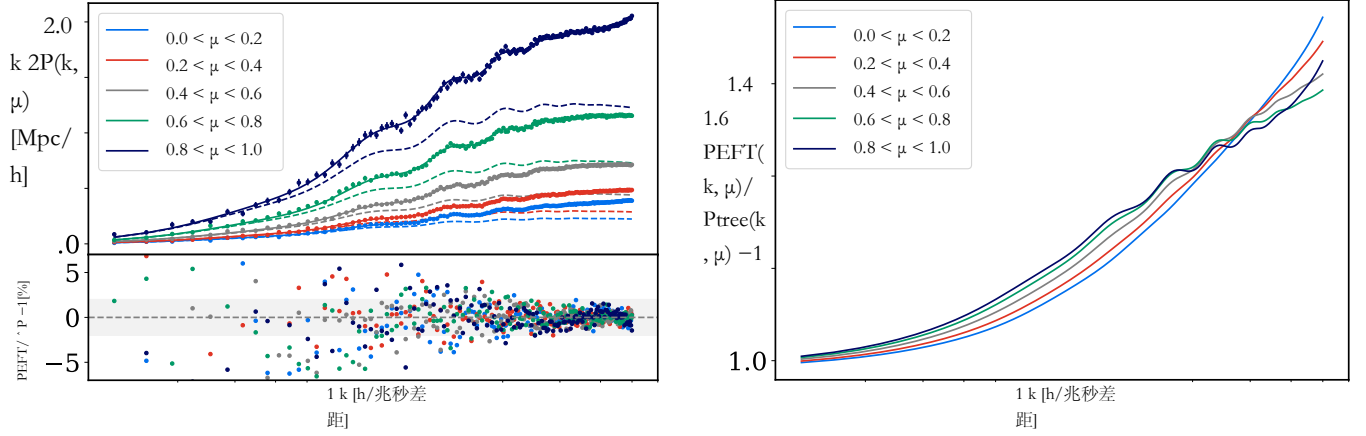 2.0
k 2P(k,
μ)
[Mpc/
h]
.0
0.0 < μ < 0.2
0.2 < μ < 0.4
0.4 < μ < 0.6
0.6 < μ < 0.8
0.8 < μ < 1.0
PEFT/ ^ P −1[%]
5
0
−5
1 k [h/兆秒差
距]
1.4
1.6
PEFT(
k, μ)/
Ptree(k
, μ) −1
1.0
0.0 < μ < 0.2
0.2 < μ < 0.4
0.4 < μ < 0.6
0.6 < μ < 0.8
0.8 < μ < 1.0
1 k [h/兆秒差
距]